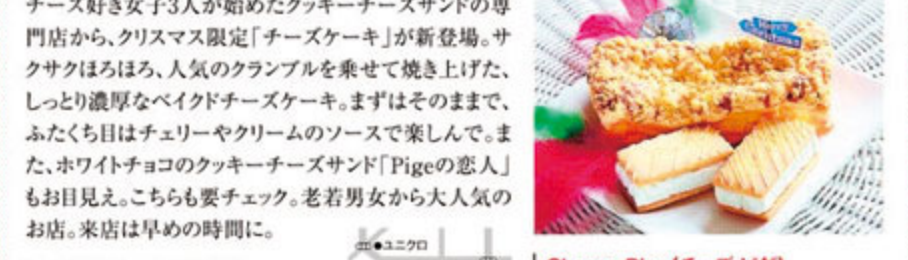 チーズ好き女子3人が始めたクッキーチーズサンドの専
門店から、クリスマス限定「チーズケーキ」が新登場。サ
クサクほろほろ、人気のクランブルを乗せて焼き上げた、
しっとり濃厚なベイクドチーズケーキ。まずはそのままで、
ふたくち目はチェリーやクリームのソースで楽しんで。ま
た、ホワイトチョコのクッキーチーズサンド「Pigeの恋人」
もお目見え。こちらも要チェック。老若男女から大人気の
お店。来店は早めの時間に。
●ユニクロ
Merry Christmas